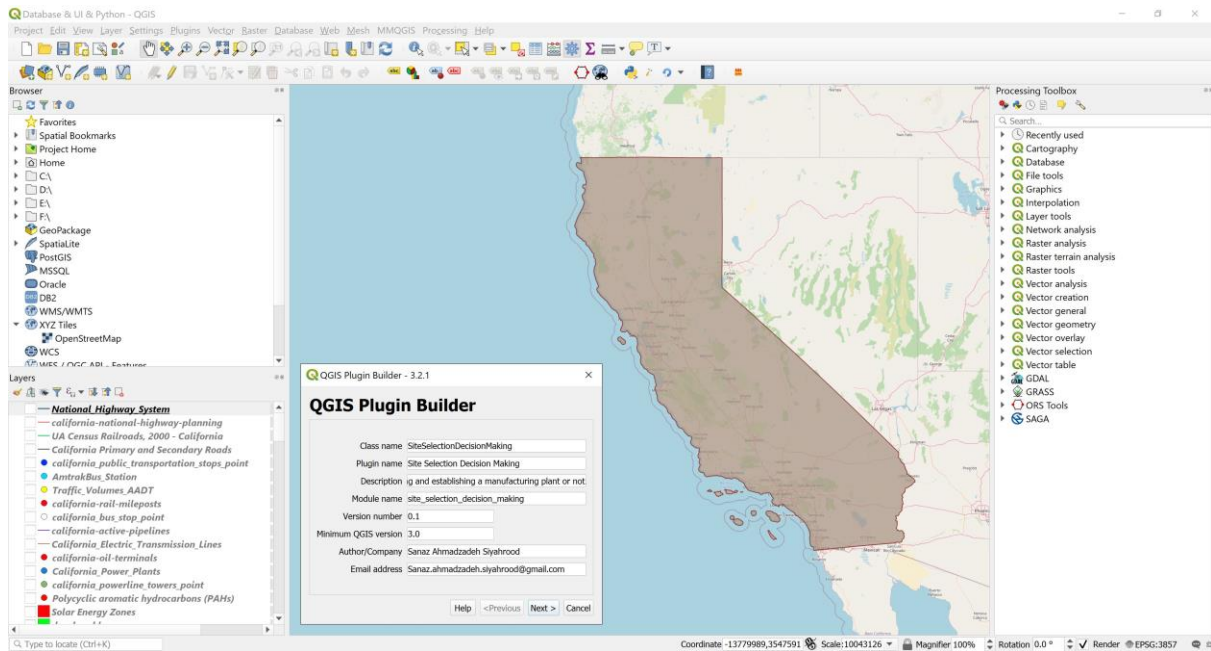 Database & UI & Python - QGIS
Project Edit View Layer Settings Plugins Vector Raster Database Web Mesh MMQGIS Processing Help
Browser
Favorites
Spatial Bookmarks
Project Home
Home
C:\
D:\
E:\
F:\
GeoPackage
SpatiaLite
PostGIS
MSSQL
Oracle
DB2
WMS/WMTS
XYZ Tiles
OpenStreetMap
WCS
WFS / OGC API - Features
Layers
National_Highway_System
california-national-highway-planning
UA Census Railroads, 2000 - California
California Primary and Secondary Roads
California_public_transportation_stops_point
AmtrakBus_Station
Traffic_Volumes_AADT
california-rail-mileposts
california_bus_stop_point
california-active-pipelines
California_Electric_Transmission_Lines
california-oil-terminals
California_Power_Plants
california_powerline_towers_point
Polycyclic aromatic hydrocarbons (PAHs)
Solar Energy Zones
QGIS Plugin Builder - 3.2.1
QGIS Plugin Builder
Class name SiteSelectionDecisionMaking
Plugin name Site Selection Decision Making
Description g and establishing a manufacturing plant or not.
Module name site_selection_decision_making
Version number 0.1
Minimum QGIS version 3.0
Author/Company Sanaz Ahmadzadeh Siyahrood
Email address Sanaz.ahmadzadeh.siyahrood@gmail.com
Help <Previous Next > Cancel
Processing Toolbox
Search...
Recently used
Cartography
Database
File tools
Graphics
Interpolation
Layer tools
Network analysis
Raster analysis
Raster terrain analysis
Raster tools
Vector analysis
Vector creation
Vector general
Vector geometry
Vector overlay
Vector selection
Vector table
GDAL
GRASS
ORS Tools
SAGA
Type to locate (Ctrl+K)
Coordinate -13779989,3547591 Scale 1:10043126 Magnifier 100% Rotation 0.0 ° Render EPSG:3857